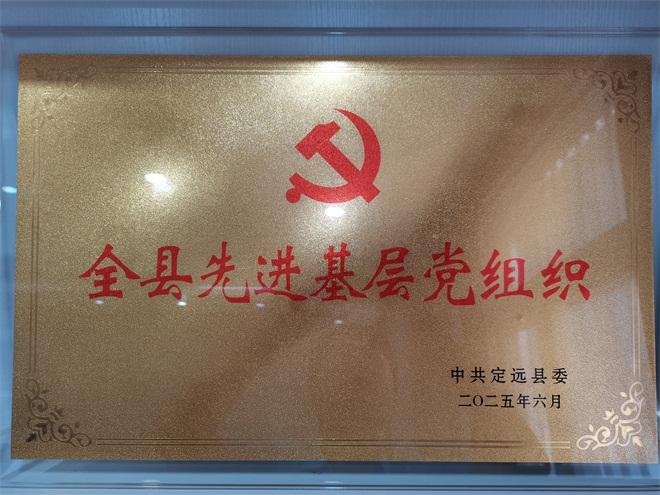 全县先进基层党组织
中共定远县委
二〇二五年六月